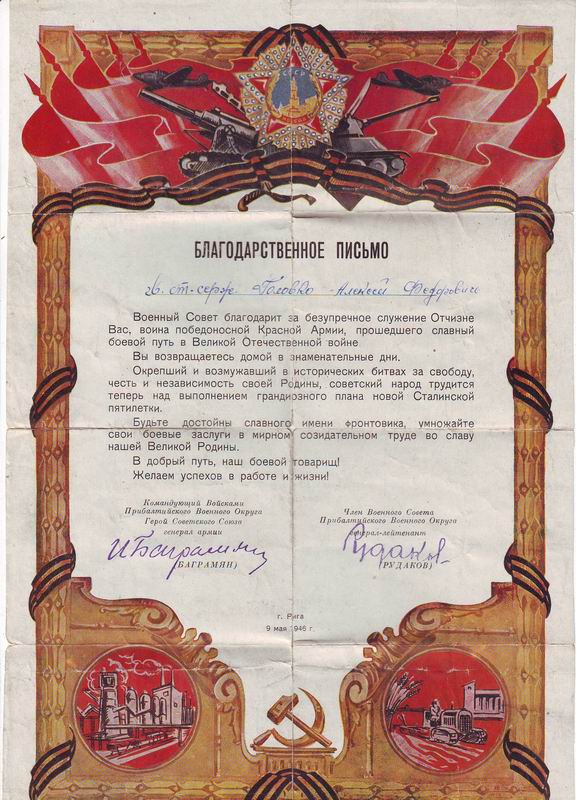 СССР
БЛАГОДАРСТВЕННОЕ ПИСЬМО
гв. ст-серж Головко Алексей Федорович
Военный Совет благодарит за безупречное служение Отчизне
Вас, воина победоносной Красной Армии, прошедшего славный
боевой путь в Великой Отечественной войне.
Вы возвращаетесь домой в знаменательные дни.
Окрепший и возмужавший в исторических битвах за свободу,
честь и независимость своей Родины, советский народ трудится
теперь над выполнением грандиозного плана новой Сталинской
пятилетки.
Будьте достойны славного имени фронтовика, умножайте
свои боевые заслуги в мирном созидательном труде во славу
нашей Великой Родины.
В добрый путь, наш боевой товарищ!
Желаем успехов в работе и жизни!
Командующий Войсками
Прибалтийского Военного Округа
Герой Советского Союза
генерал армии
И Баграмян
(БАГРАМЯН)
Член Военного Совета
Прибалтийского Военного Округа
генерал-лейтенант
Рудаков
(РУДАКОВ)
г. Рига
9 мая 1946 г.